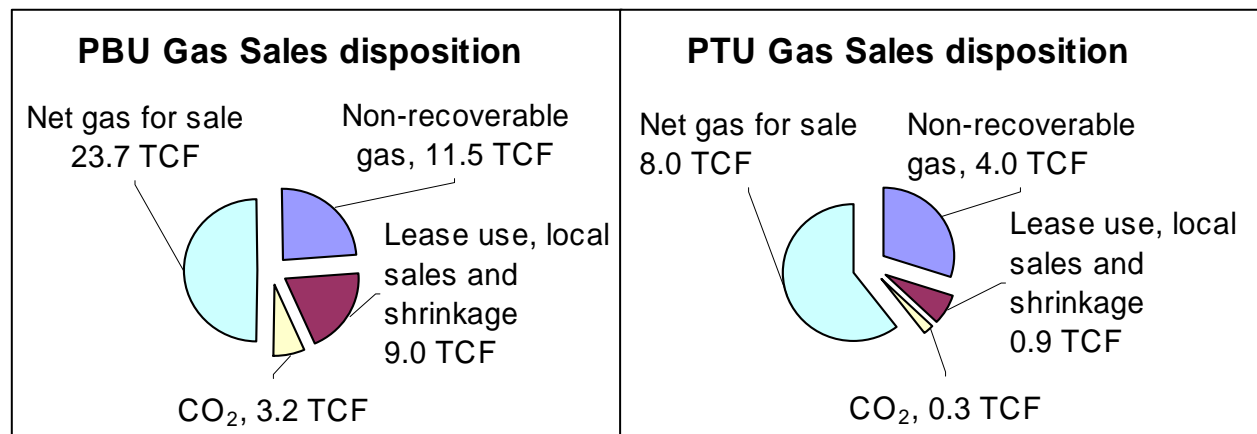 PBU Gas Sales disposition
Net gas for sale
23.7 TCF
Non-recoverable
gas, 11.5 TCF
Lease use, local
sales and
shrinkage
9.0 TCF
CO₂, 3.2 TCF
PTU Gas Sales disposition
Net gas for sale
8.0 TCF
Non-recoverable
gas, 4.0 TCF
Lease use, local
sales and
shrinkage
0.9 TCF
CO₂, 0.3 TCF